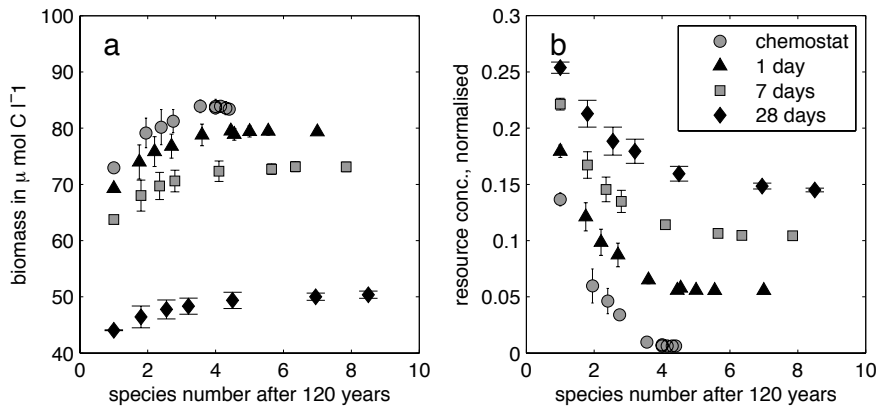 a
100
90
80
70
60
50
40
biomass in μ mol C l⁻1
0 2 4 6 8 10
species number after 120 years
b
chemostat
1 day
7 days
28 days
0.3
0.25
0.2
0.15
0.1
0.05
0
resource conc., normalised
0 2 4 6 8 10
species number after 120 years